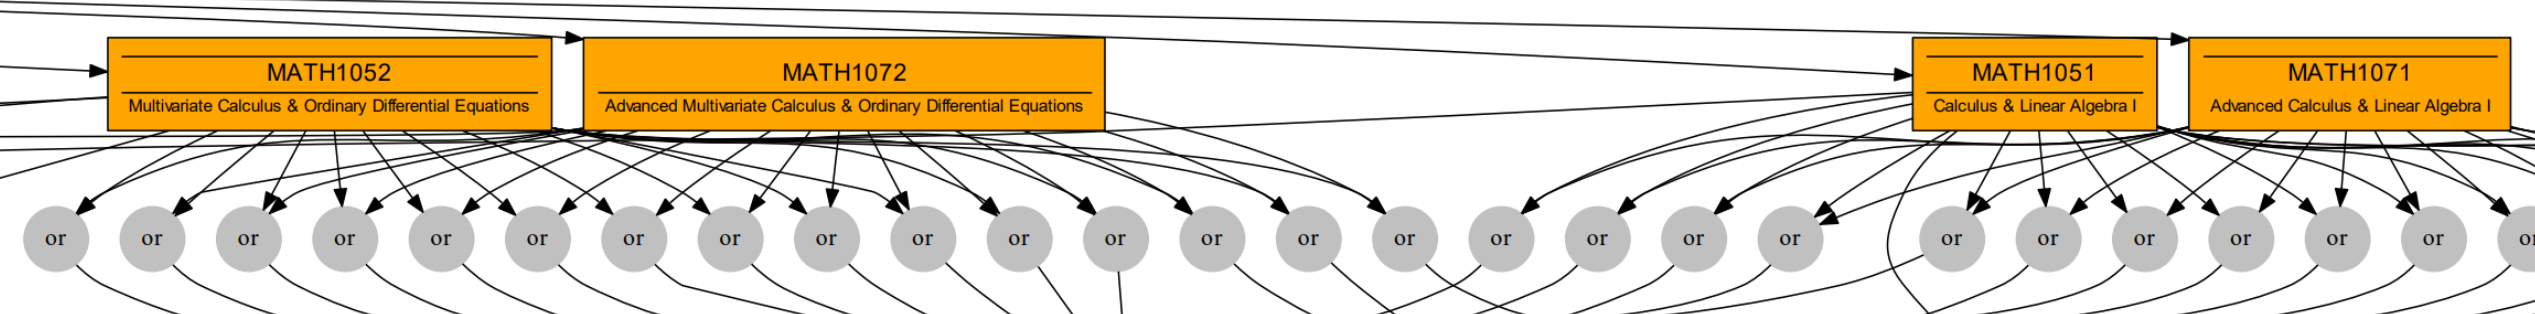 MATH1052 MATH1072 MATH1051 MATH1071
Multivariate Calculus & Ordinary Differential Equations Advanced Multivariate Calculus & Ordinary Differential Equations Calculus & Linear Algebra I Advanced Calculus & Linear Algebra I
or or or or or or or or or or or or or or or or or or or or or or or or or or